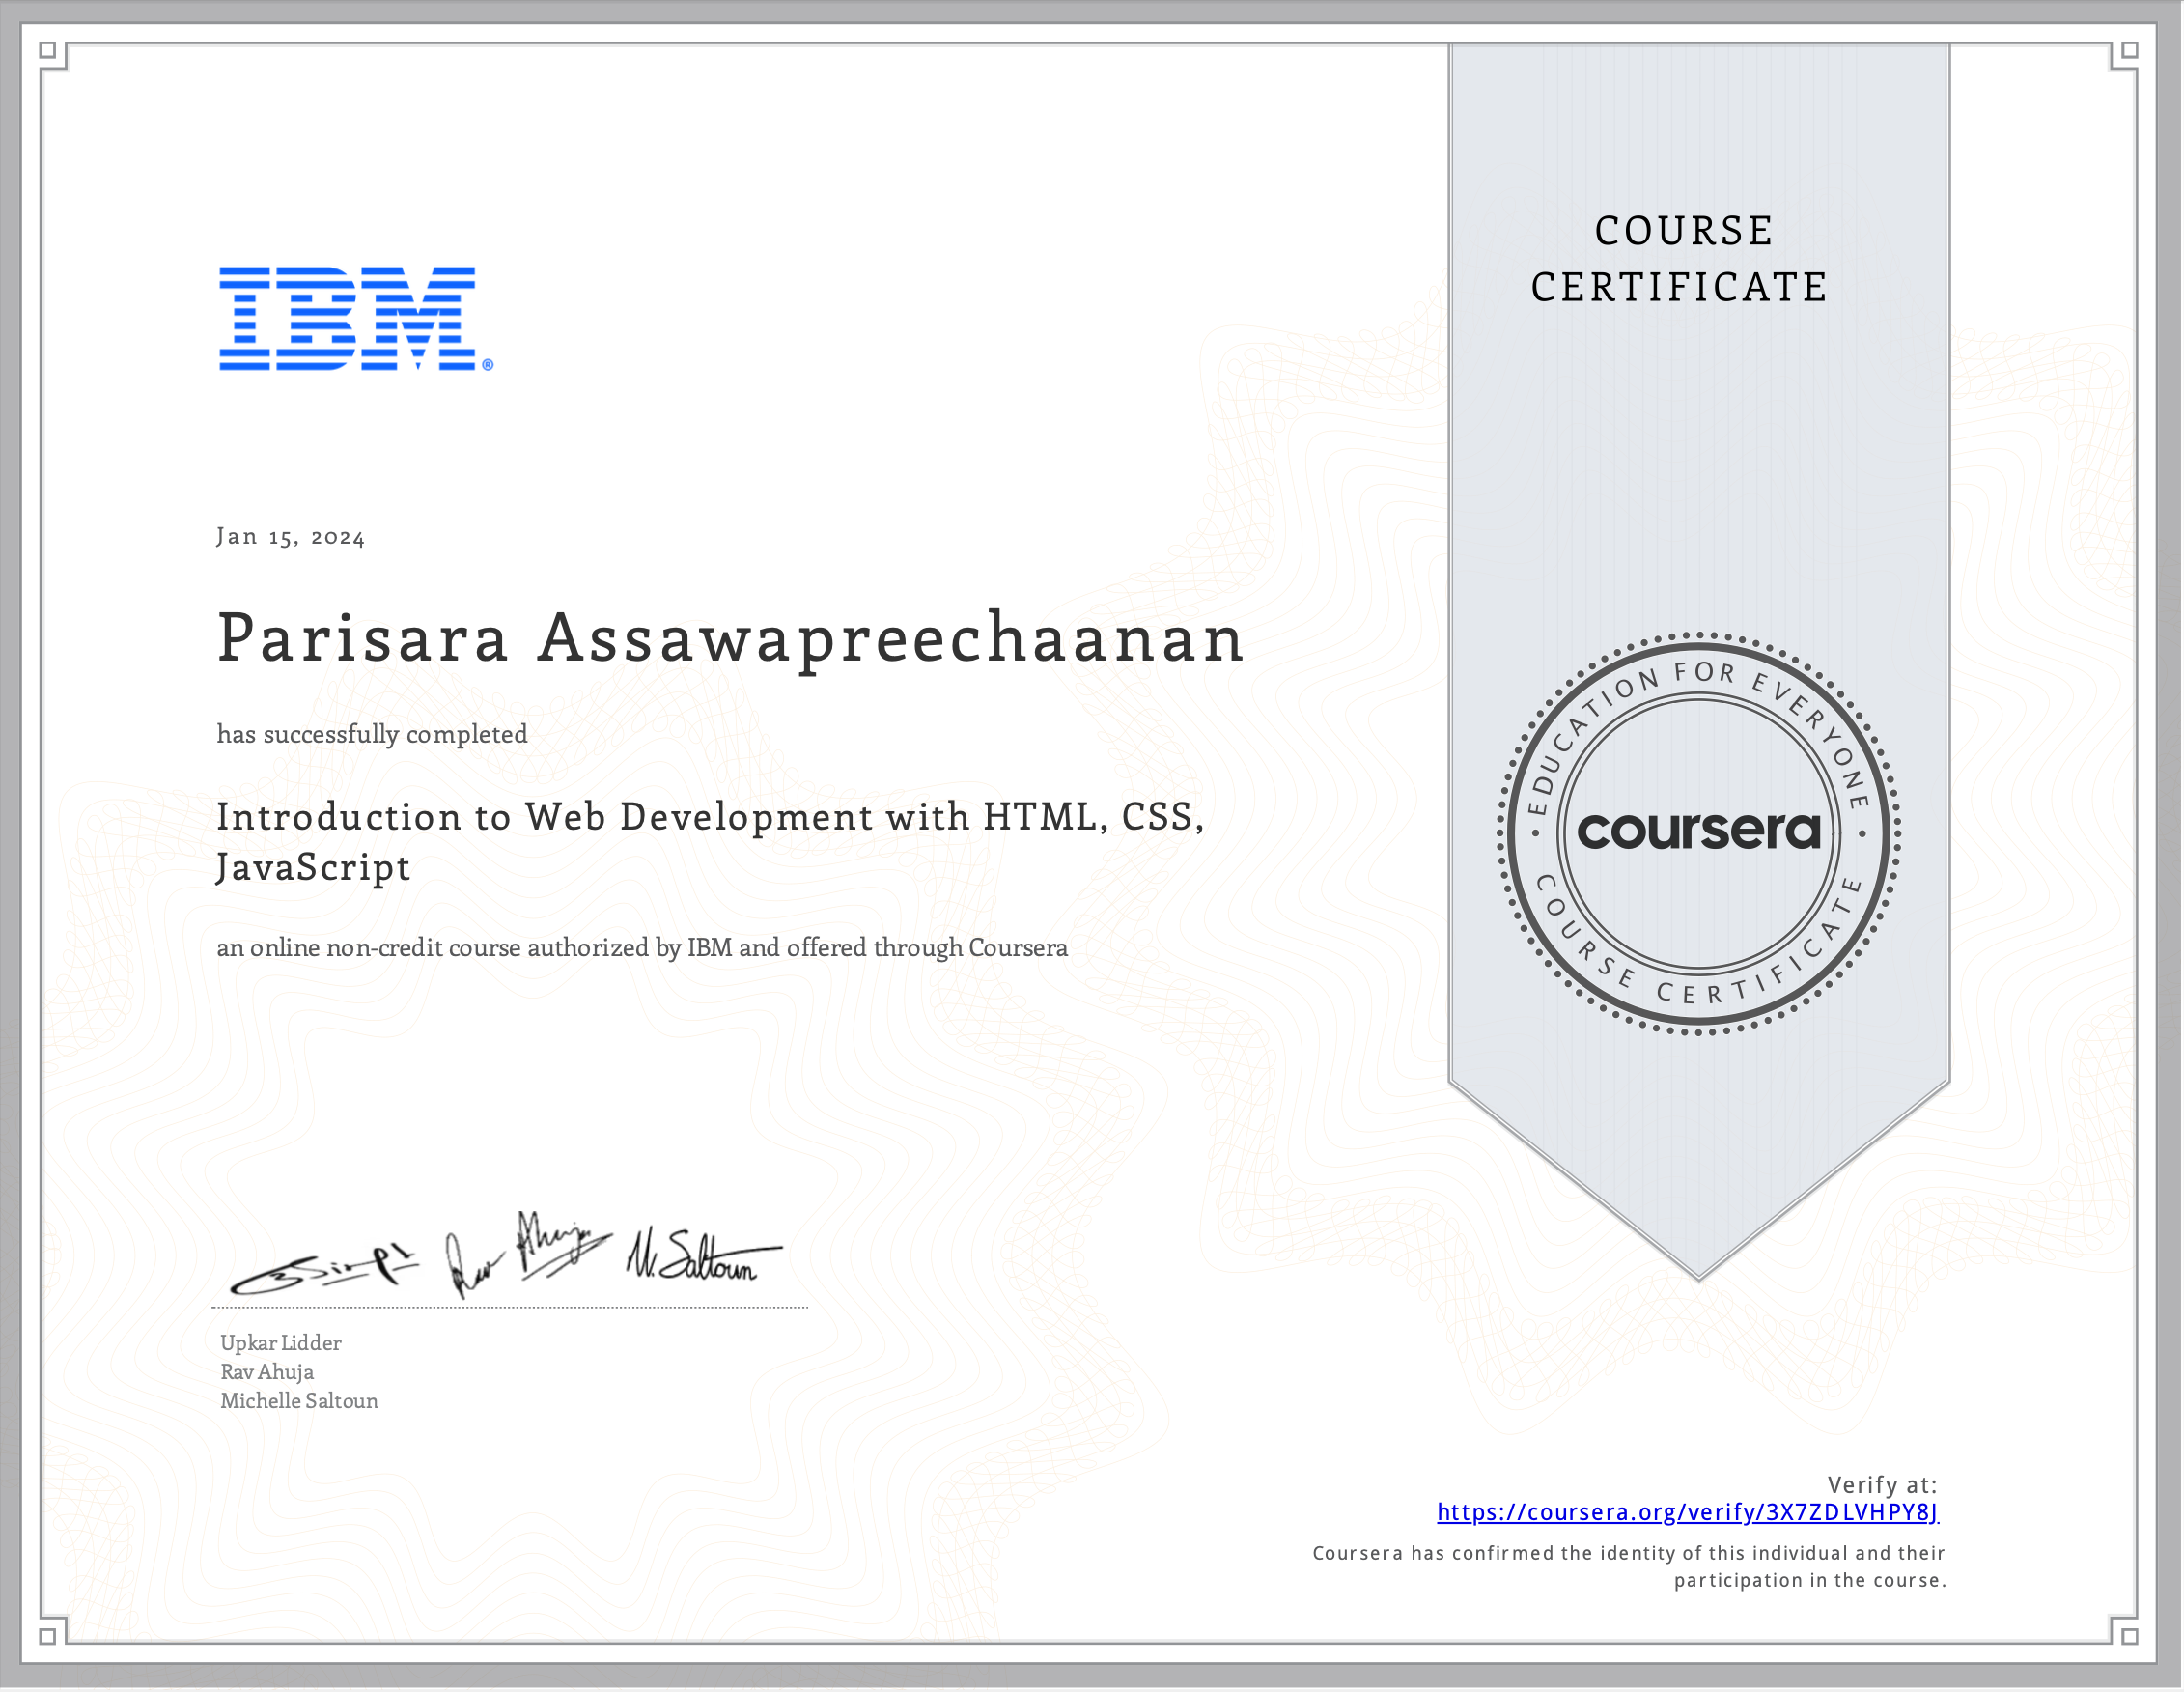 IBM®
COURSE
CERTIFICATE
Jan 15, 2024
Parisara Assawapreechaanan
has successfully completed
Introduction to Web Development with HTML, CSS,
JavaScript
an online non-credit course authorized by IBM and offered through Coursera
• EDUCATION FOR EVERYONE •
coursera
COURSE CERTIFICATE
Rav Ahuja
M. Saltoun
Upkar Lidder
Rav Ahuja
Michelle Saltoun
Verify at:
https://coursera.org/verify/3X7ZDLVHPY8J
Coursera has confirmed the identity of this individual and their
participation in the course.